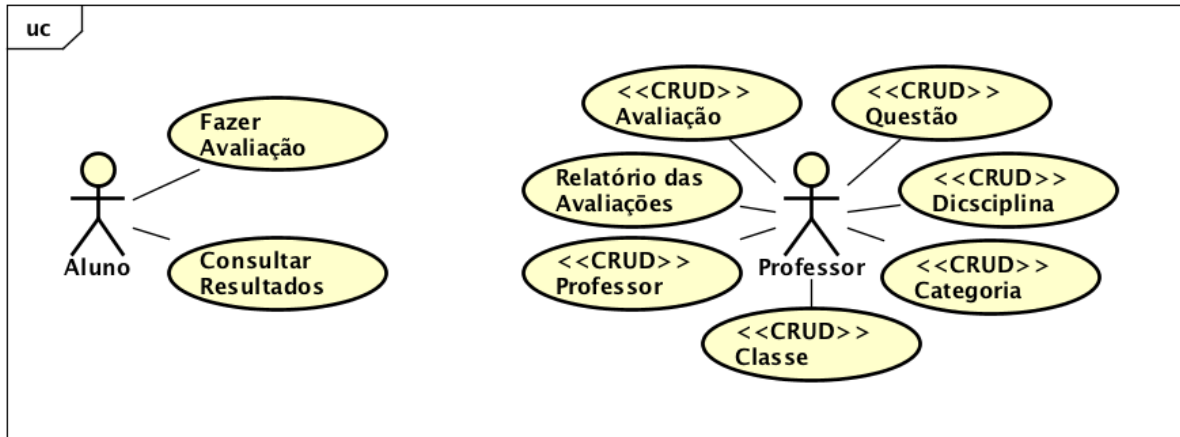 uc
Fazer
Avaliação
Aluno
Consultar
Resultados
<<CRUD>>
Avaliação
<<CRUD>>
Questão
Relatório das
Avaliações
<<CRUD>>
Dicsciplina
<<CRUD>>
Professor
Professor
<<CRUD>>
Categoria
<<CRUD>>
Classe